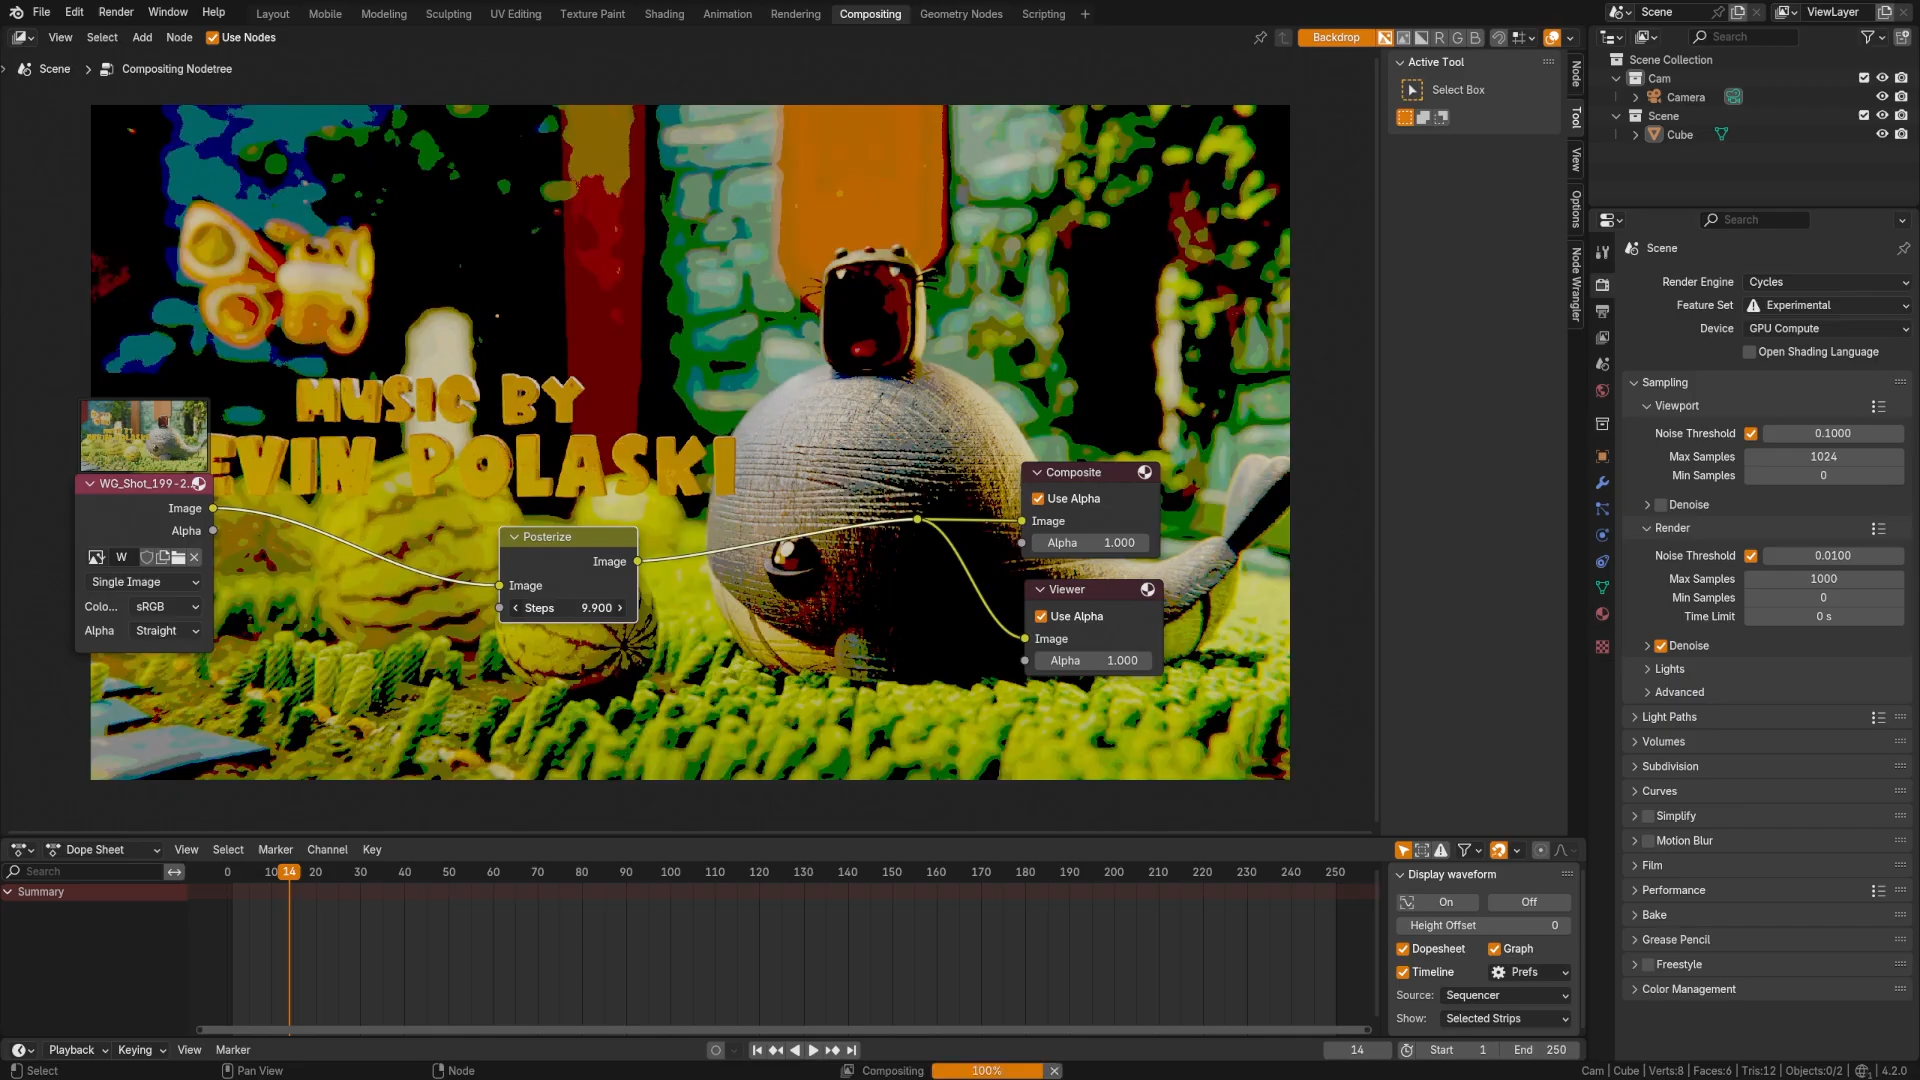 File Edit Render Window Help
Layout Mobile Modeling Sculpting UV Editing Texture Paint Shading Animation Rendering Compositing Geometry Nodes Scripting +
Scene ViewLayer
View Select Add Node Use Nodes
Backdrop R G B
Search
Scene > Compositing Nodetree
Active Tool
Select Box
Node
Tool
View
Options
Node Wrangler
Scene Collection
Cam
Camera
Scene
Cube
MUSIC BY
EVIN POLASKI
WG_Shot_199-2...
Image
Alpha
W
Single Image
Colo... sRGB
Alpha Straight
Posterize
Image
Image
Steps 9.900
Composite
Use Alpha
Image
Alpha 1.000
Viewer
Use Alpha
Image
Alpha 1.000
Search
Scene
Render Engine Cycles
Feature Set Experimental
Device GPU Compute
Open Shading Language
Sampling
Viewport
Noise Threshold 0.1000
Max Samples 1024
Min Samples 0
Denoise
Render
Noise Threshold 0.0100
Max Samples 1000
Min Samples 0
Time Limit 0 s
Denoise
Lights
Advanced
Light Paths
Volumes
Subdivision
Curves
Simplify
Motion Blur
Film
Performance
Bake
Grease Pencil
Freestyle
Color Management
Dope Sheet View Select Marker Channel Key
Search
0 10 14 20 30 40 50 60 70 80 90 100 110 120 130 140 150 160 170 180 190 200 210 220 230 240 250
Summary
Display waveform
On Off
Height Offset 0
Dopesheet Graph
Timeline Prefs
Source: Sequencer
Show: Selected Strips
Playback Keying View Marker
14 Start 1 End 250
Select Pan View Node
Compositing 100%
Cam | Cube | Verts:8 | Faces:6 | Tris:12 | Objects:0/2 | 4.2.0